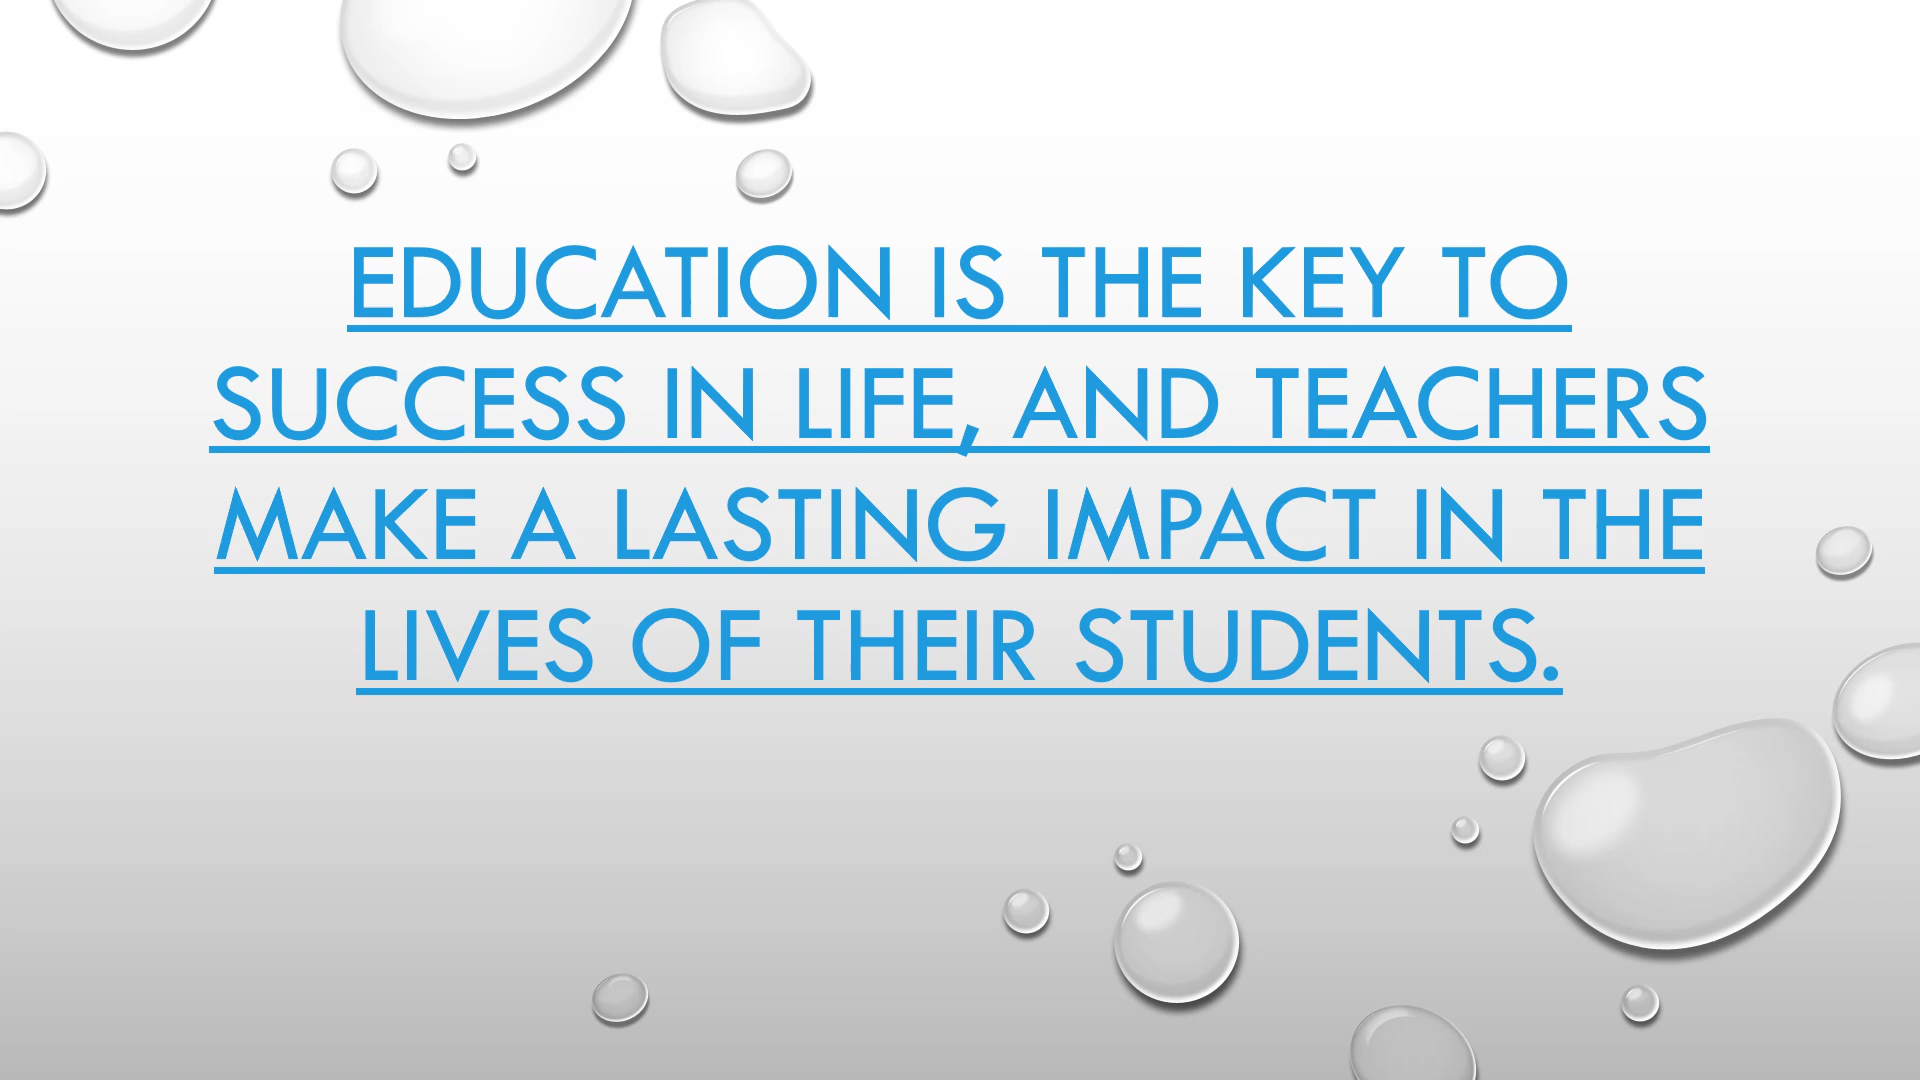 EDUCATION IS THE KEY TO
SUCCESS IN LIFE, AND TEACHERS
MAKE A LASTING IMPACT IN THE
LIVES OF THEIR STUDENTS.